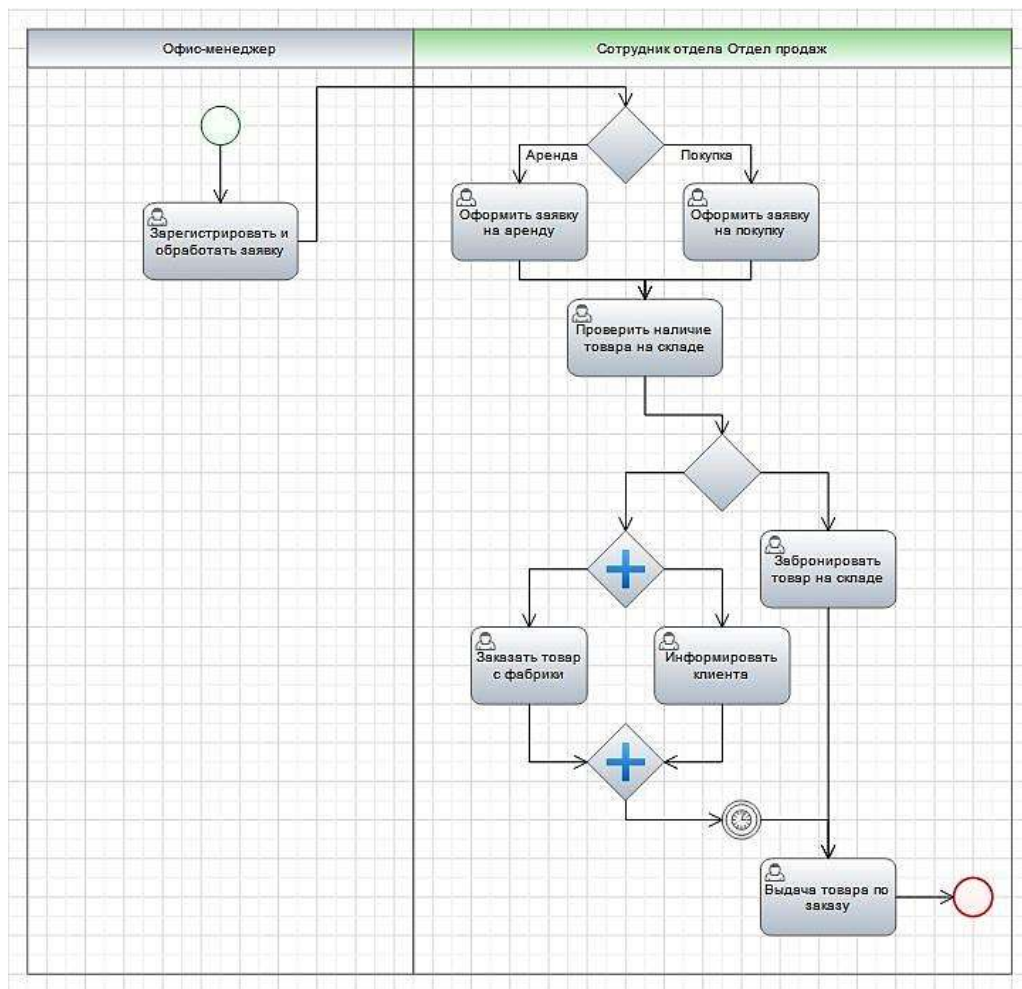 Офис-менеджер
Сотрудник отдела Отдел продаж
Аренда
Покупка
Зарегистрировать и
обработать заявку
Оформить заявку
на аренду
Оформить заявку
на покупку
Проверить наличие
товара на складе
Забронировать
товар на складе
Заказать товар
с фабрики
Информировать
клиента
Выдача товара по
заказу